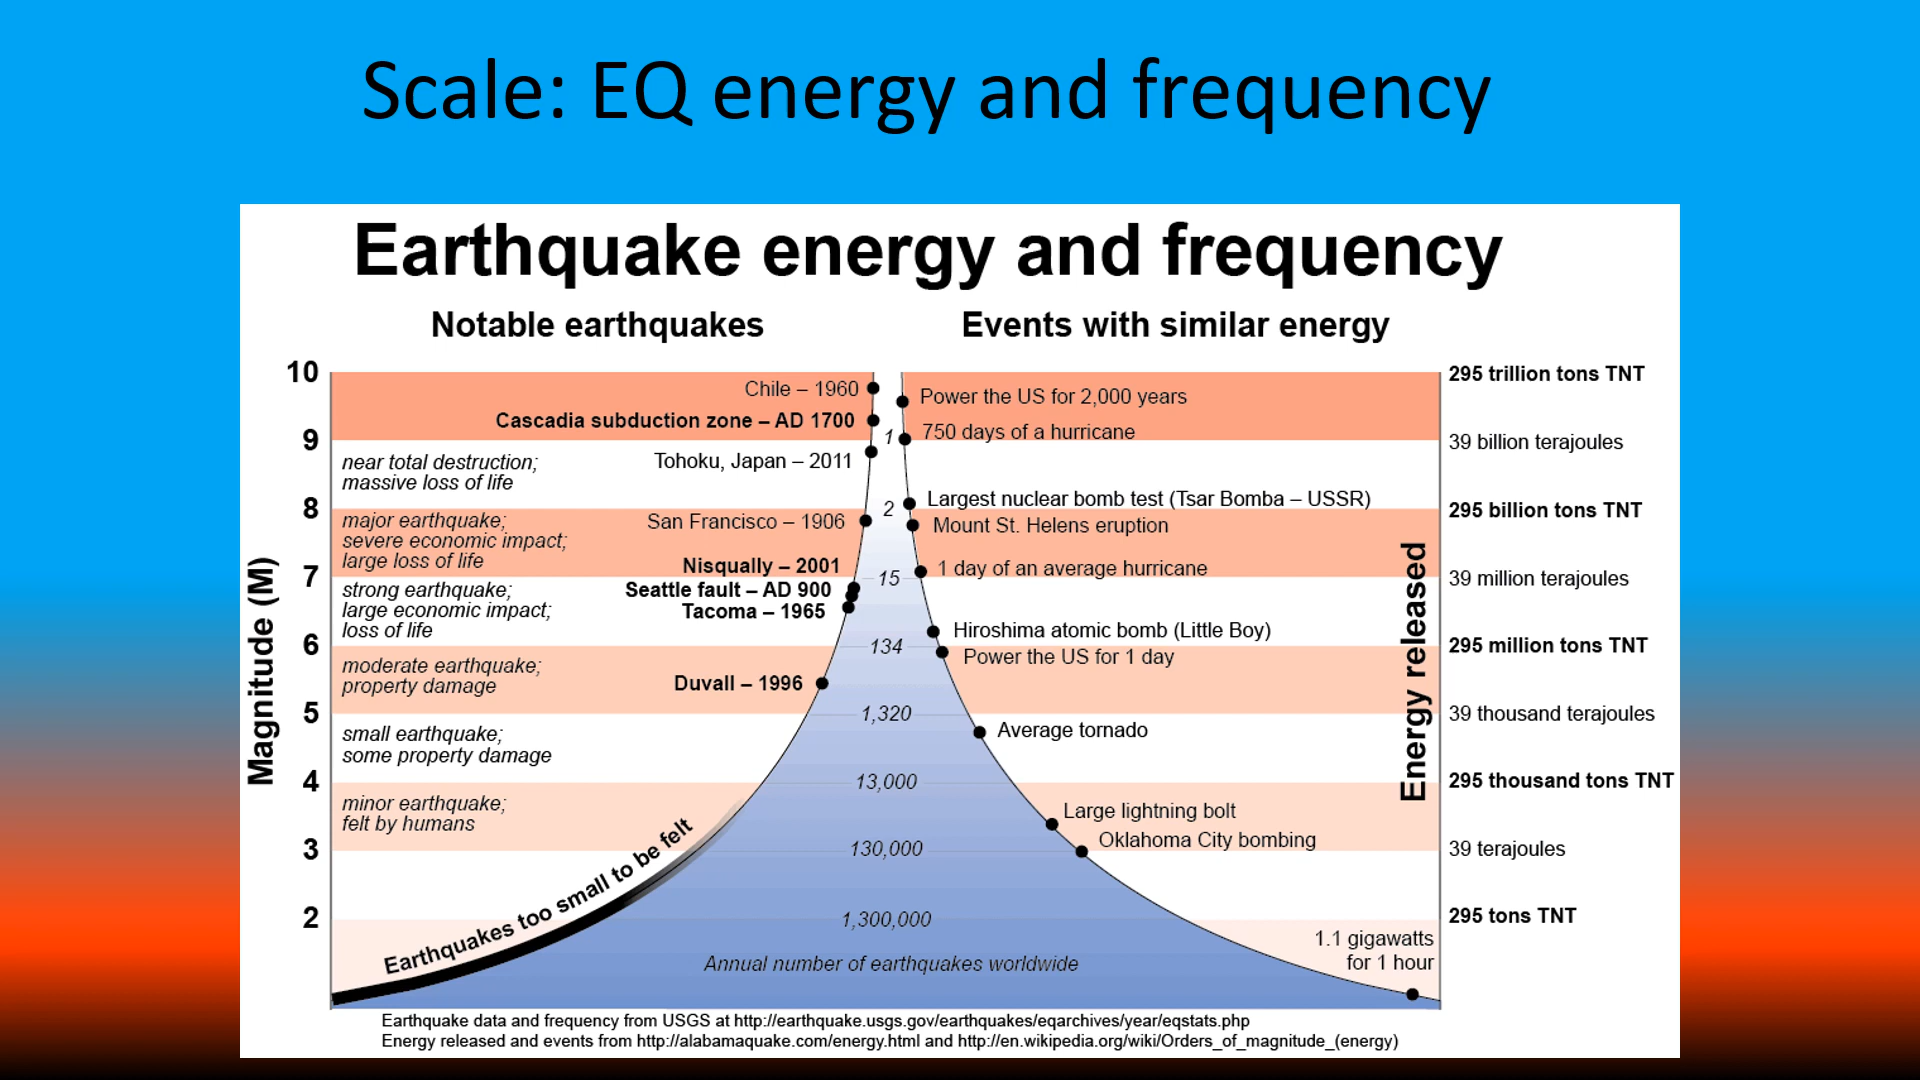 Scale: EQ energy and frequency
Earthquake energy and frequency
Notable earthquakes
Events with similar energy
Magnitude (M)
10
9
8
7
6
5
4
3
2
near total destruction;
massive loss of life
major earthquake;
severe economic impact;
large loss of life
strong earthquake;
large economic impact;
loss of life
moderate earthquake;
property damage
small earthquake;
some property damage
minor earthquake;
felt by humans
Earthquakes too small to be felt
Chile – 1960
Cascadia subduction zone – AD 1700
Tohoku, Japan – 2011
San Francisco – 1906
Nisqually – 2001
Seattle fault – AD 900
Tacoma – 1965
Duvall – 1996
1
2
15
134
1,320
13,000
130,000
1,300,000
Annual number of earthquakes worldwide
Power the US for 2,000 years
750 days of a hurricane
Largest nuclear bomb test (Tsar Bomba – USSR)
Mount St. Helens eruption
1 day of an average hurricane
Hiroshima atomic bomb (Little Boy)
Power the US for 1 day
Average tornado
Large lightning bolt
Oklahoma City bombing
1.1 gigawatts
for 1 hour
Energy released
295 trillion tons TNT
39 billion terajoules
295 billion tons TNT
39 million terajoules
295 million tons TNT
39 thousand terajoules
295 thousand tons TNT
39 terajoules
295 tons TNT
Earthquake data and frequency from USGS at http://earthquake.usgs.gov/earthquakes/eqarchives/year/eqstats.php
Energy released and events from http://alabamaquake.com/energy.html and http://en.wikipedia.org/wiki/Orders_of_magnitude_(energy)